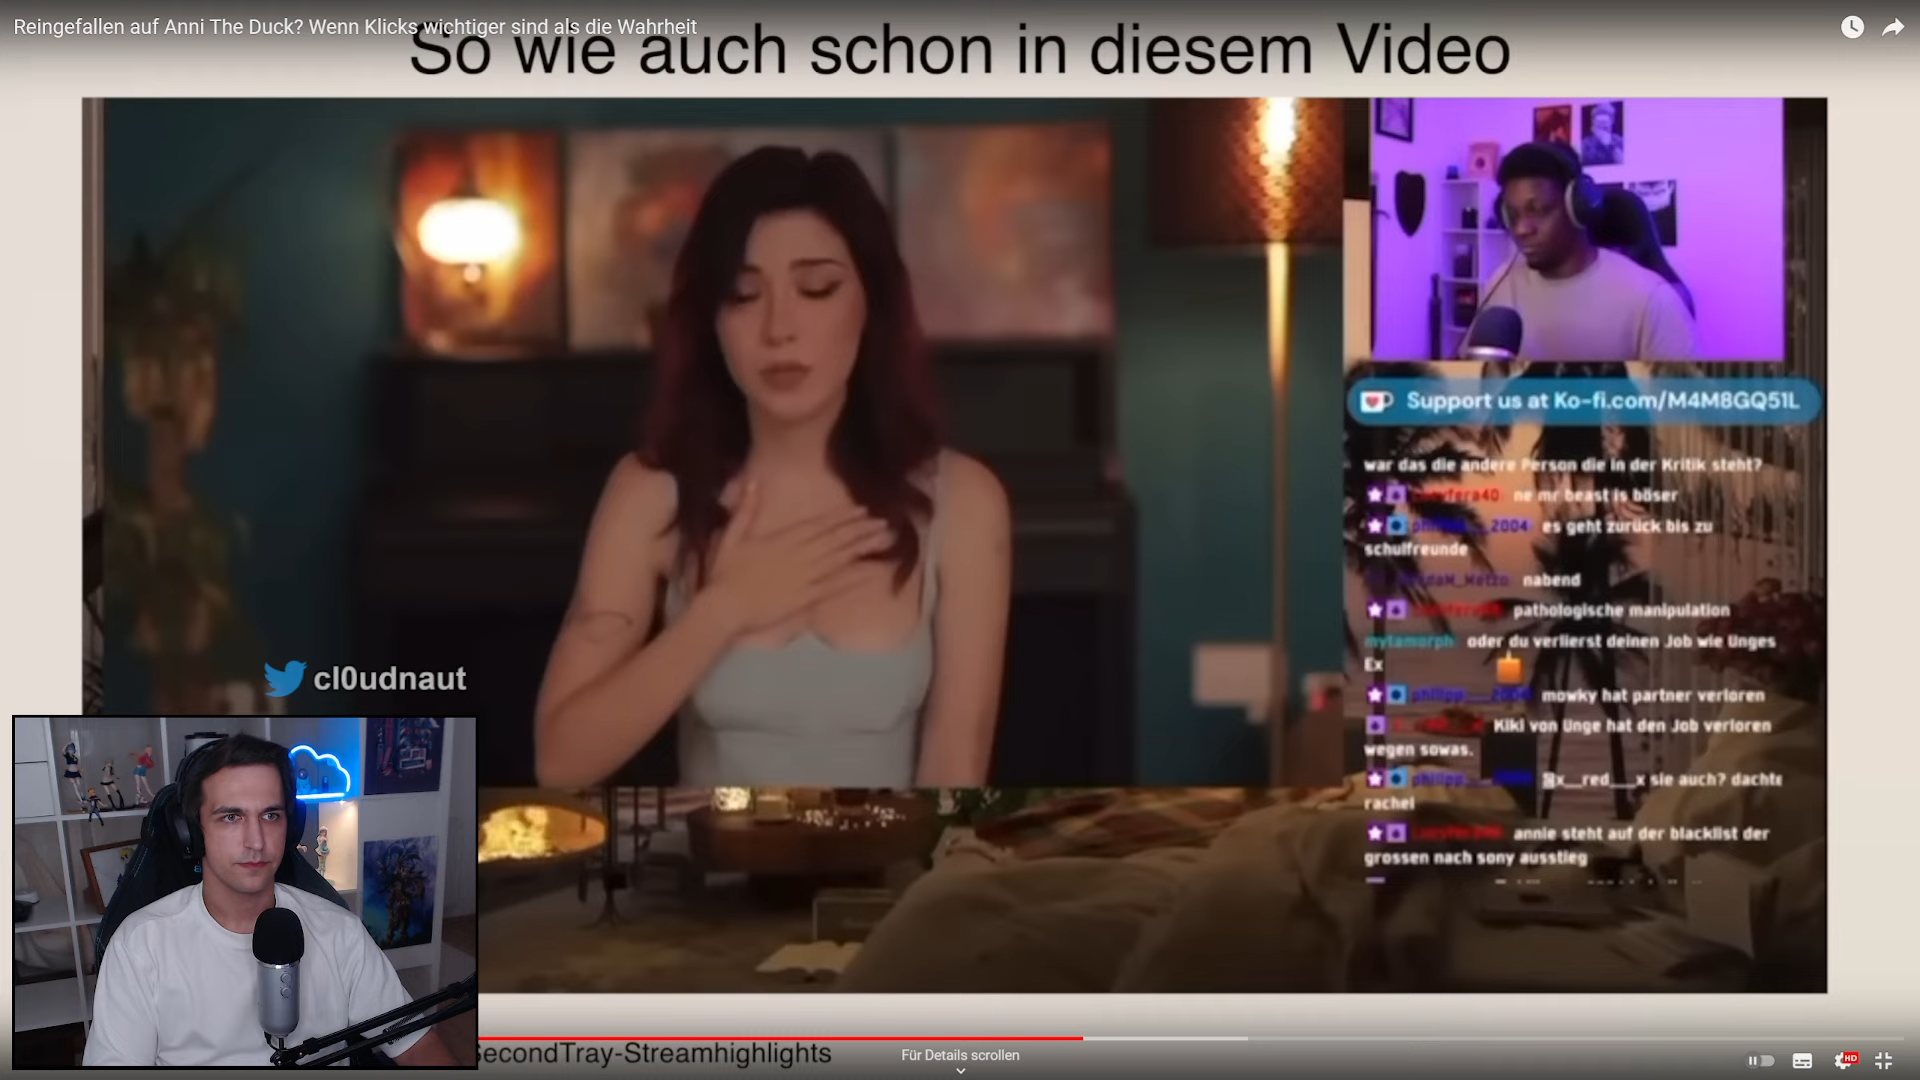 Reingefallen auf Anni The Duck? Wenn Klicks wichtiger sind als die Wahrheit
So wie auch schon in diesem Video
Support us at Ko-fi.com/M4M8GQ51L
war das die andere Person die in der Kritik steht?
ne mr beast is böser
2004 es geht zurück bis zu
schulfreunde
nabend
pathologische manipulation
mytamorph oder du verlierst deinen Job wie Unges
Ex
mowky hat partner verloren
Kiki von Unge hat den Job verloren
wegen sowas.
x__red___x sie auch? dachte
rachel
annie steht auf der blacklist der
grossen nach sony ausstieg
cl0udnaut
SecondTray-Streamhighlights
Für Details scrollen
HD